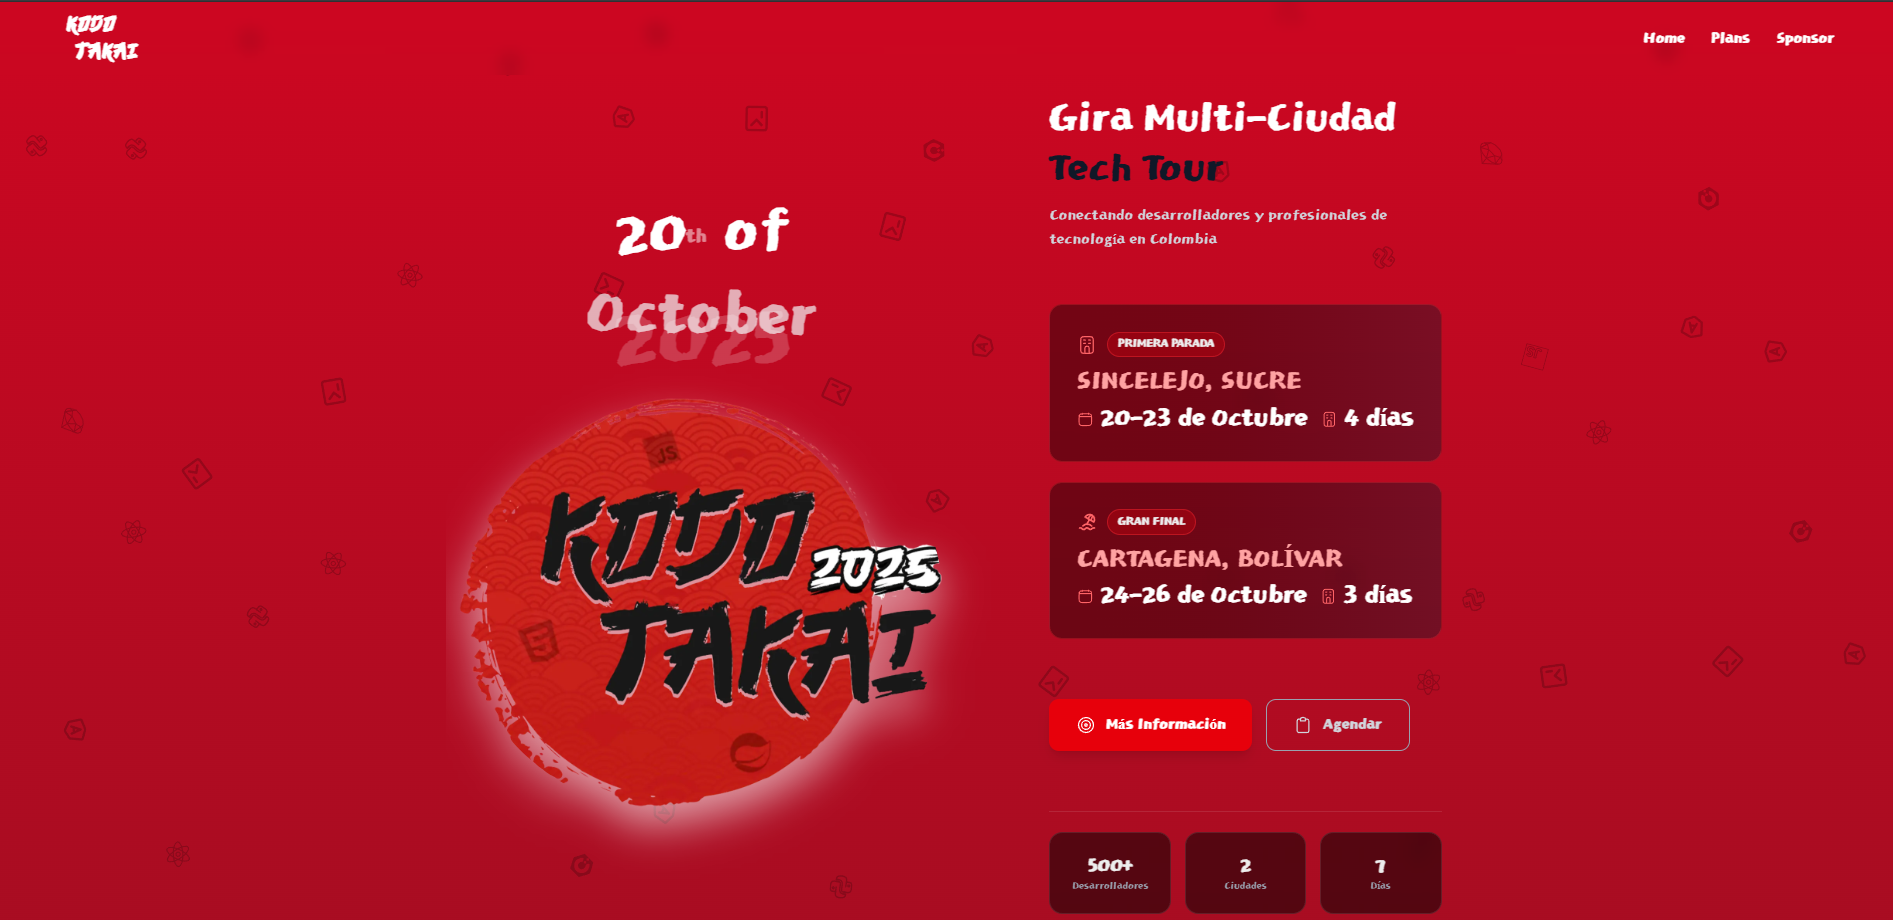 KODO
TAKAI
Home Plans Sponsor
20th of
October
2025
KODO
2025
TAKAI
JS
Gira Multi-Ciudad
Tech Tour
Conectando desarrolladores y profesionales de
tecnología en Colombia
PRIMERA PARADA
SINCELEJO, SUCRE
20-23 de Octubre 4 días
GRAN FINAL
CARTAGENA, BOLÍVAR
24-26 de Octubre 3 días
Más Información
Agendar
500+
Desarrolladores
2
Ciudades
7
Días